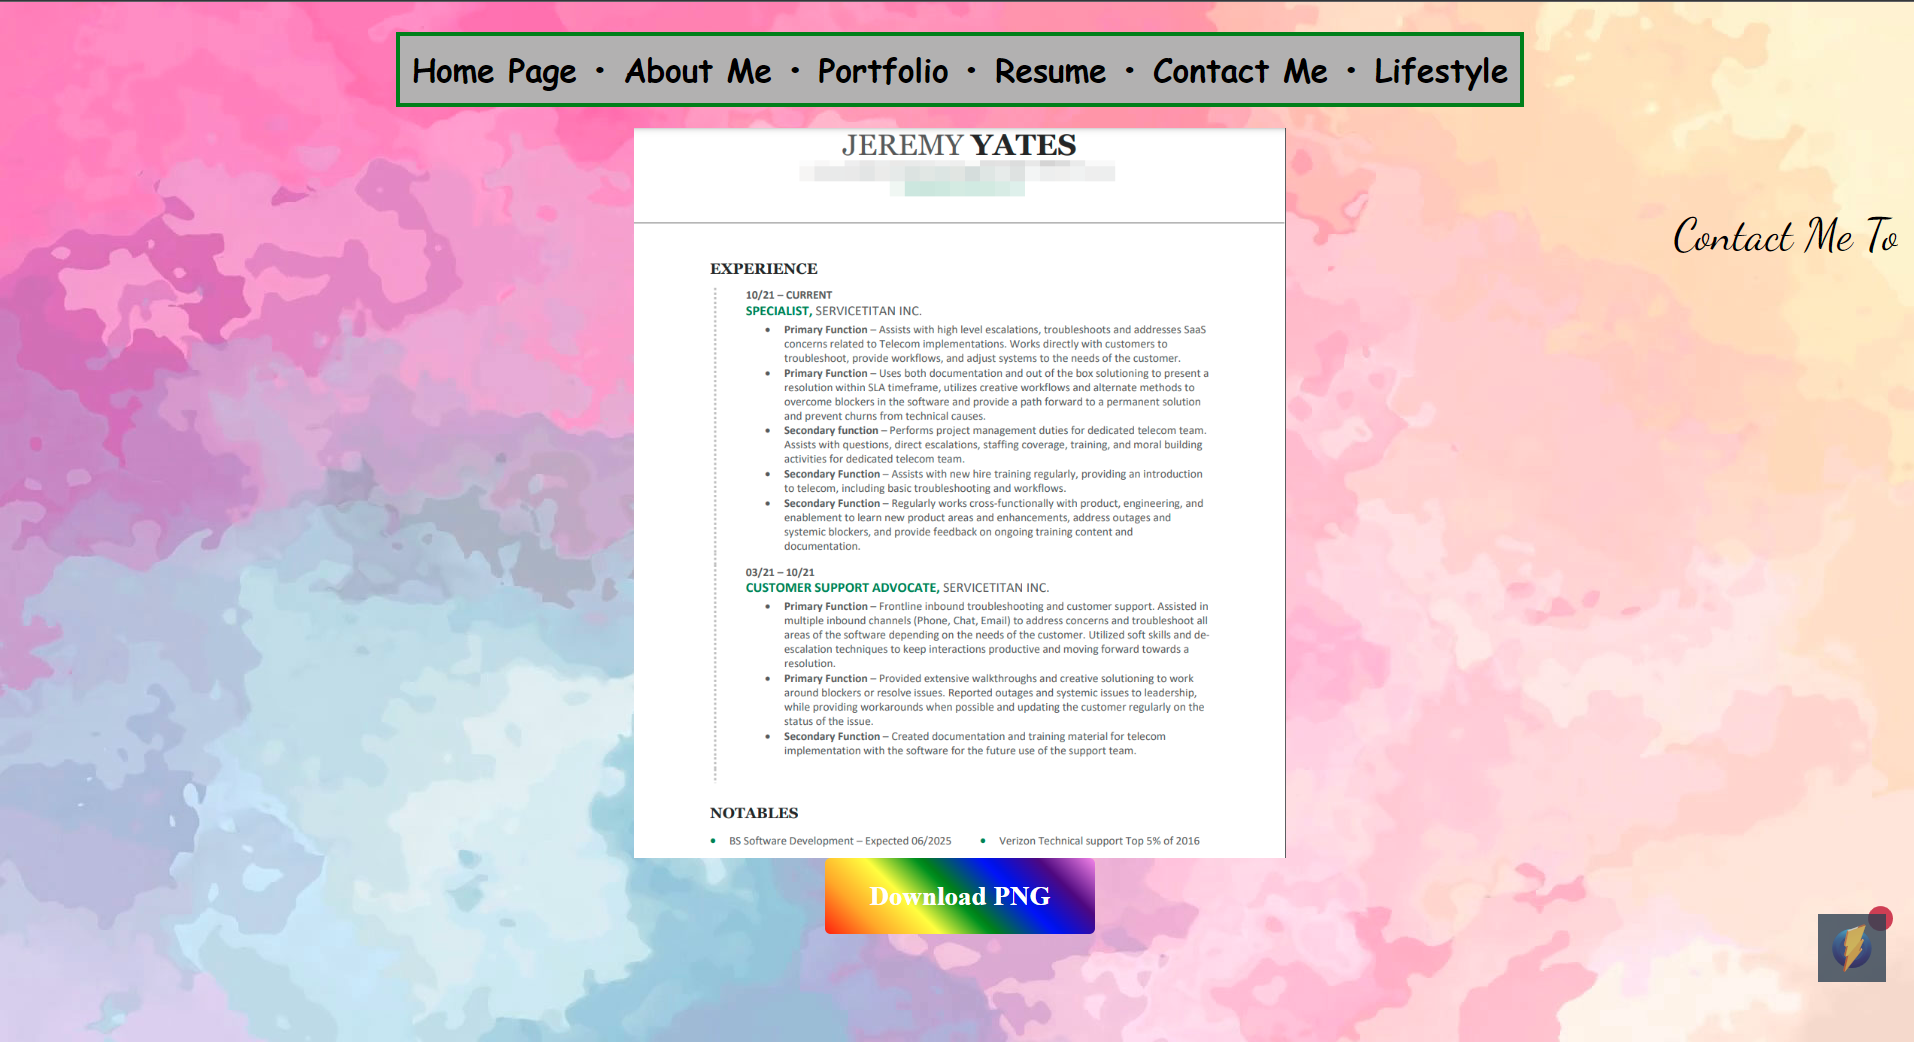 Home Page · About Me · Portfolio · Resume · Contact Me · Lifestyle
JEREMY YATES
Contact Me To
EXPERIENCE
10/21 – CURRENT
SPECIALIST, SERVICETITAN INC.
• Primary Function – Assists with high level escalations, troubleshoots and addresses SaaS
concerns related to Telecom implementations. Works directly with customers to
troubleshoot, provide workflows, and adjust systems to the needs of the customer.
• Primary Function – Uses both documentation and out of the box solutioning to present a
resolution within SLA timeframe, utilizes creative workflows and alternate methods to
overcome blockers in the software and provide a path forward to a permanent solution
and prevent churns from technical causes.
• Secondary function – Performs project management duties for dedicated telecom team.
Assists with questions, direct escalations, staffing coverage, training, and moral building
activities for dedicated telecom team.
• Secondary Function – Assists with new hire training regularly, providing an introduction
to telecom, including basic troubleshooting and workflows.
• Secondary Function – Regularly works cross-functionally with product, engineering, and
enablement to learn new product areas and enhancements, address outages and
systemic blockers, and provide feedback on ongoing training content and
documentation.
03/21 – 10/21
CUSTOMER SUPPORT ADVOCATE, SERVICETITAN INC.
• Primary Function – Frontline inbound troubleshooting and customer support. Assisted in
multiple inbound channels (Phone, Chat, Email) to address concerns and troubleshoot all
areas of the software depending on the needs of the customer. Utilized soft skills and de-
escalation techniques to keep interactions productive and moving forward towards a
resolution.
• Primary Function – Provided extensive walkthroughs and creative solutioning to work
around blockers or resolve issues. Reported outages and systemic issues to leadership,
while providing workarounds when possible and updating the customer regularly on the
status of the issue.
• Secondary Function – Created documentation and training material for telecom
implementation with the software for the future use of the support team.
NOTABLES
• BS Software Development – Expected 06/2025 • Verizon Technical support Top 5% of 2016
Download PNG